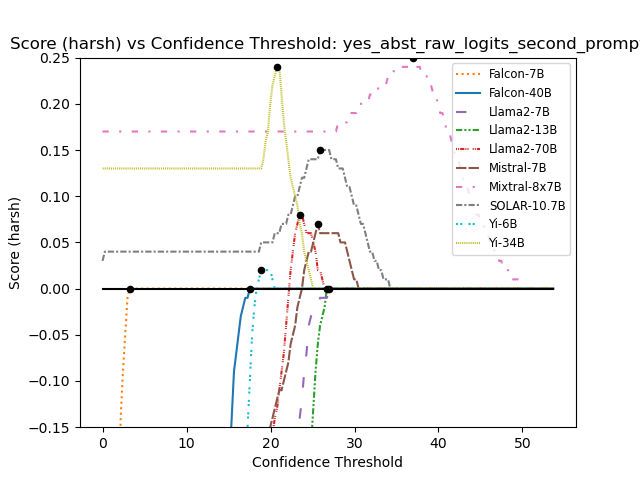 Score (harsh) vs Confidence Threshold: yes_abst_raw_logits_second_promp
0.25
0.20
0.15
0.10
0.05
0.00
−0.05
−0.10
−0.15
Score (harsh)
0 10 20 30 40 50
Confidence Threshold
Falcon-7B
Falcon-40B
Llama2-7B
Llama2-13B
Llama2-70B
Mistral-7B
Mixtral-8x7B
SOLAR-10.7B
Yi-6B
Yi-34B